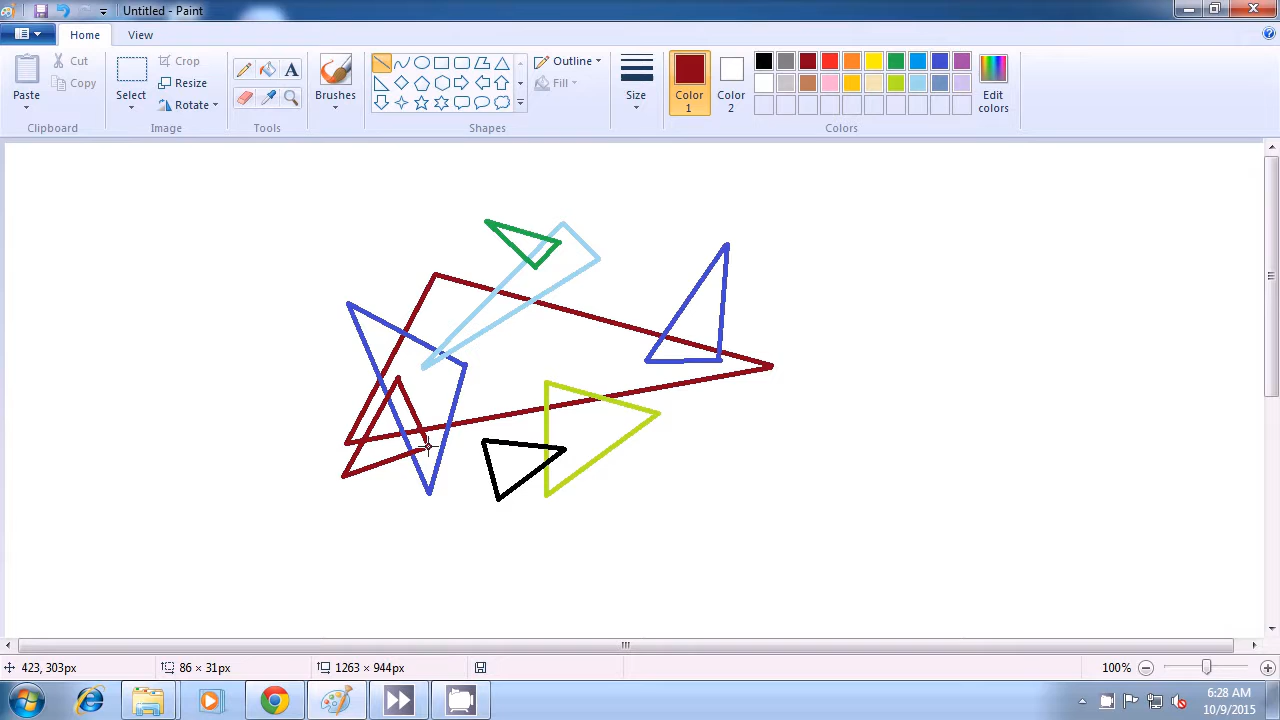 Untitled - Paint
Home View
Paste
Cut
Copy
Clipboard
Select
Crop
Resize
Rotate
Image
A
Tools
Brushes
Outline
Fill
Shapes
Size
Color 1
Color 2
Edit colors
Colors
423, 303px
86 × 31px
1263 × 944px
100%
6:28 AM
10/9/2015